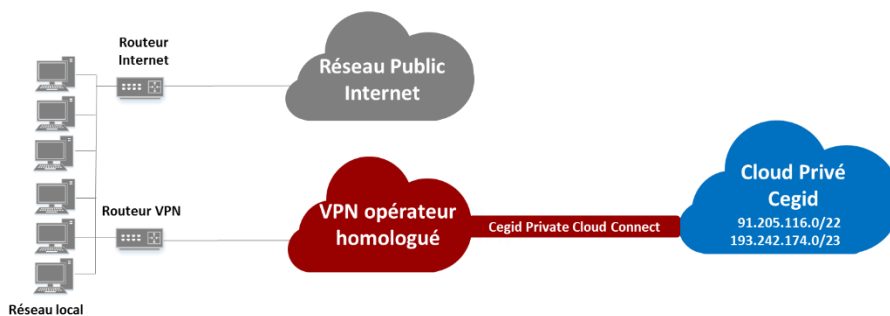 Routeur
Internet
Réseau Public
Internet
Cloud Privé
Cegid
91.205.116.0/22
193.242.174.0/23
Routeur VPN
VPN opérateur
homologué
Cegid Private Cloud Connect
Réseau local